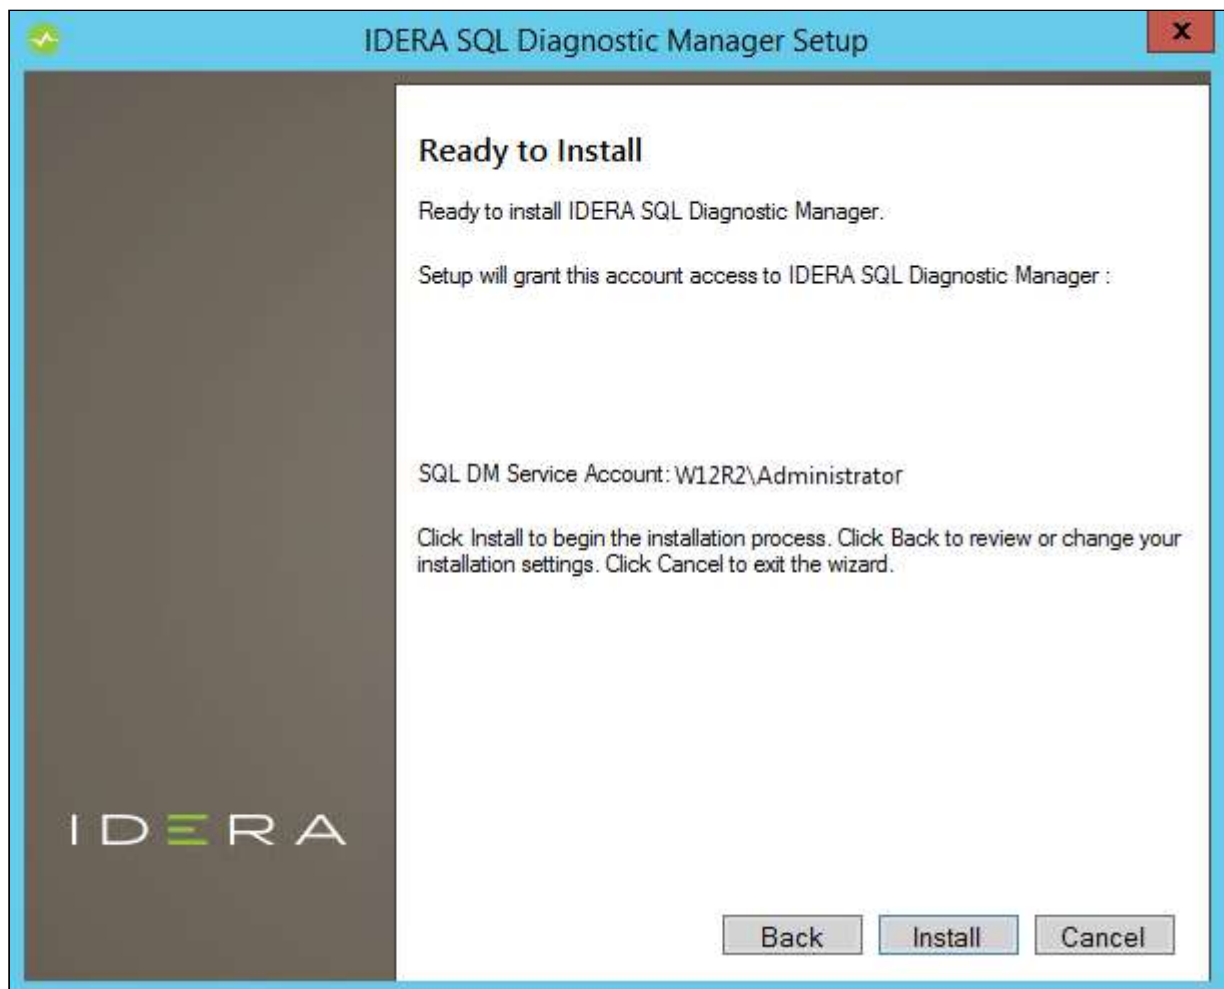 IDERA SQL Diagnostic Manager Setup
x
Ready to Install
Ready to install IDERA SQL Diagnostic Manager.
Setup will grant this account access to IDERA SQL Diagnostic Manager :
SQL DM Service Account: W12R2\Administrator
Click Install to begin the installation process. Click Back to review or change your
installation settings. Click Cancel to exit the wizard.
IDERA
Back Install Cancel